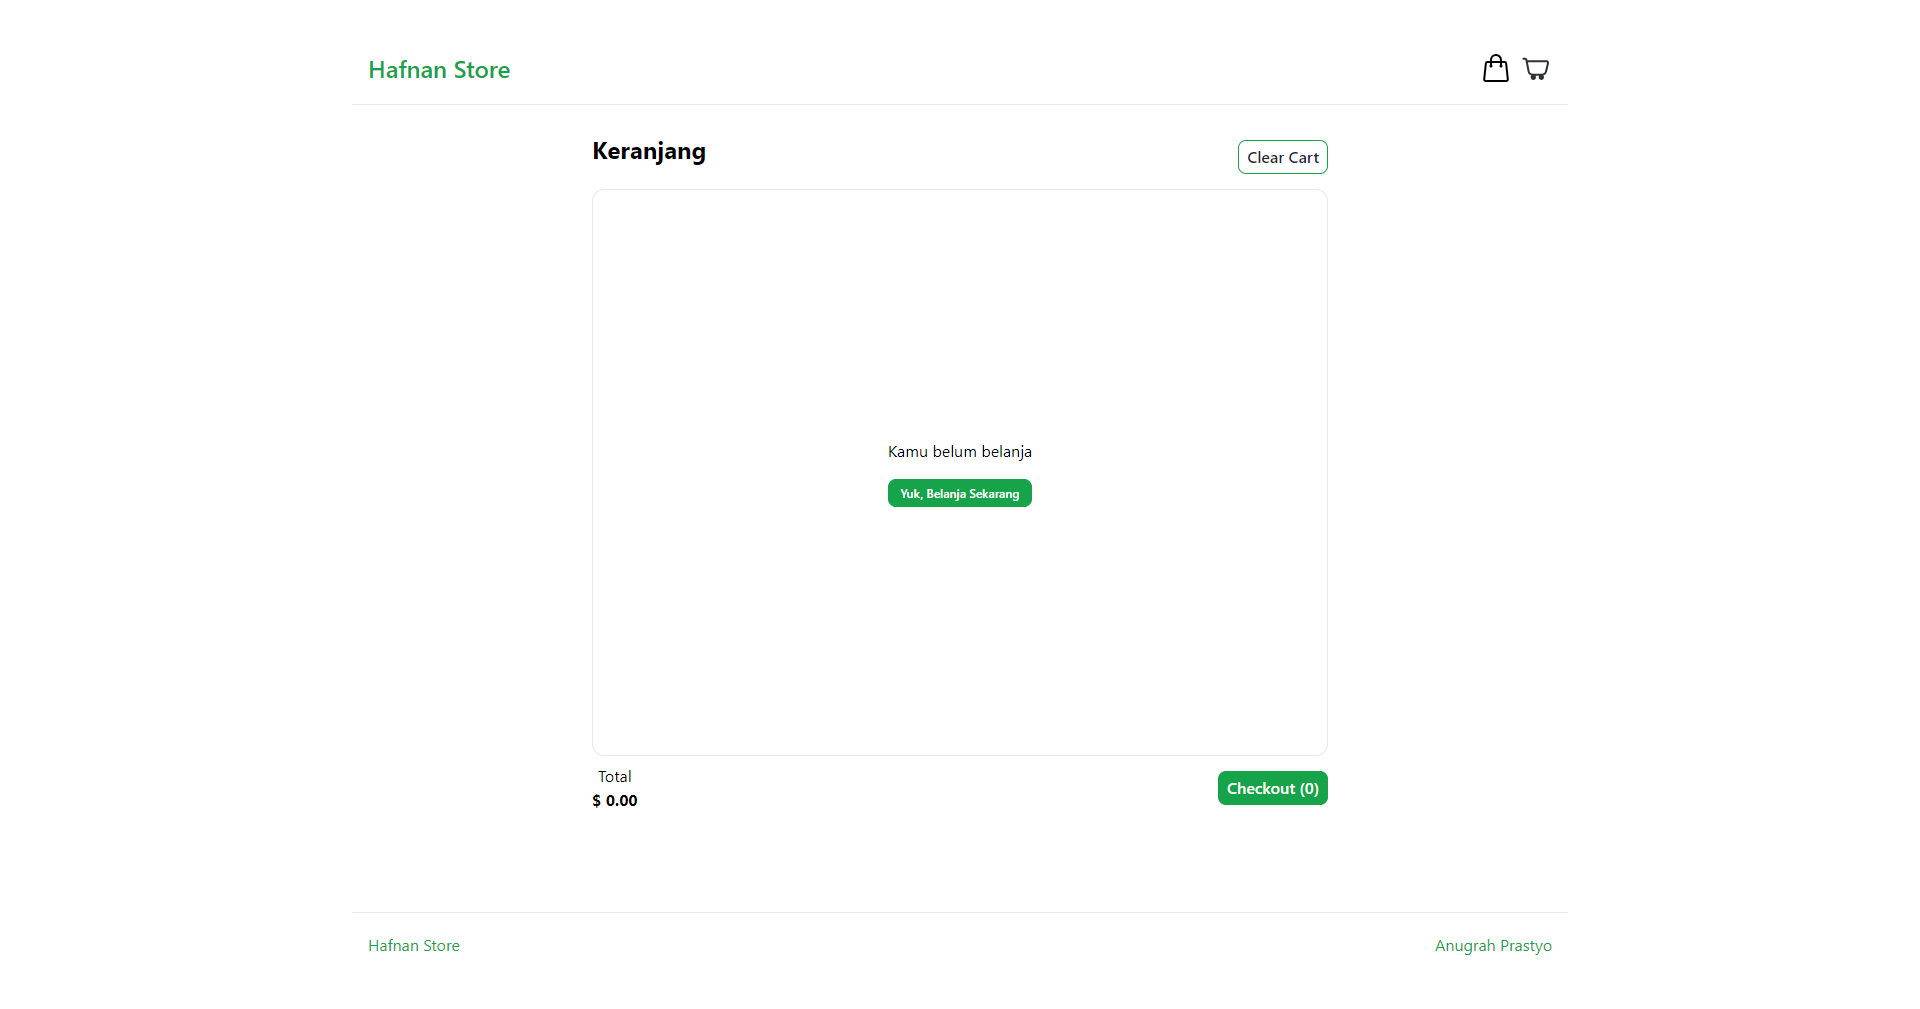 Hafnan Store
Keranjang
Clear Cart
Kamu belum belanja
Yuk, Belanja Sekarang
Total
$ 0.00
Checkout (0)
Hafnan Store
Anugrah Prastyo